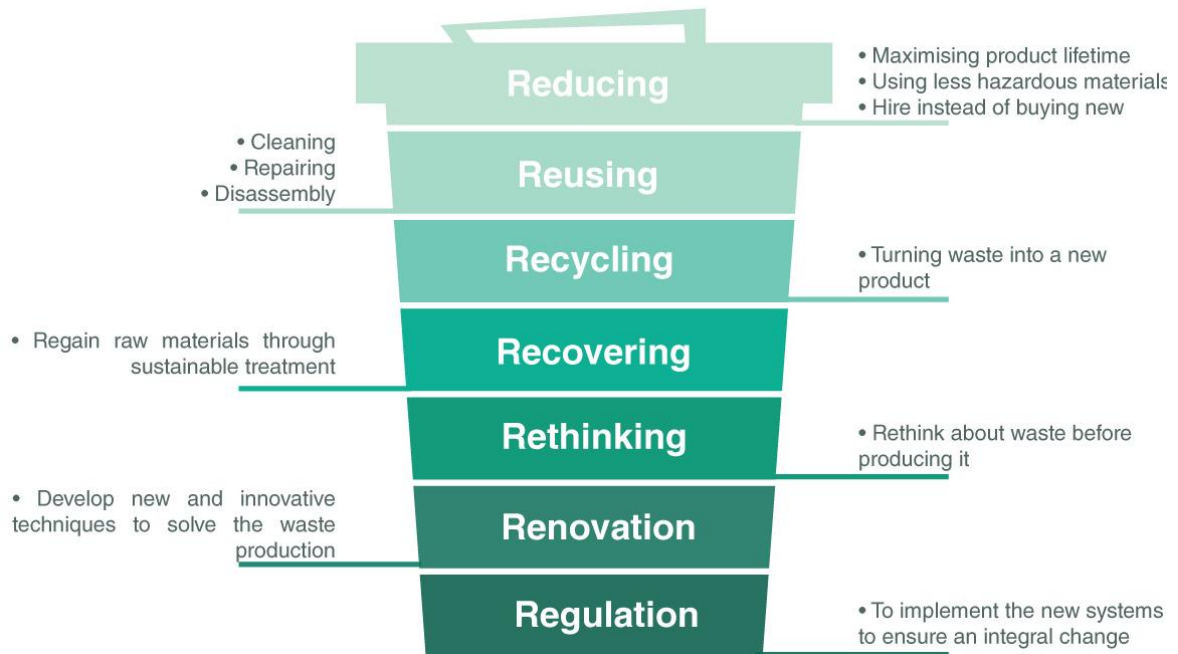 Reducing
• Maximising product lifetime
• Using less hazardous materials
• Hire instead of buying new
• Cleaning
• Repairing
• Disassembly
Reusing
Recycling
• Turning waste into a new
product
• Regain raw materials through
sustainable treatment
Recovering
Rethinking
• Rethink about waste before
producing it
• Develop new and innovative
techniques to solve the waste
production
Renovation
Regulation
• To implement the new systems
to ensure an integral change